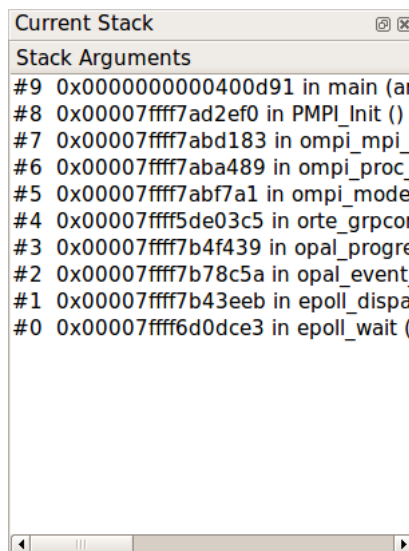 Current Stack
Stack Arguments
#9 0x0000000000400d91 in main (ar
#8 0x00007ffff7ad2ef0 in PMPI_Init ()
#7 0x00007ffff7abd183 in ompi_mpi_
#6 0x00007ffff7aba489 in ompi_proc_
#5 0x00007ffff7abf7a1 in ompi_mode
#4 0x00007ffff5de03c5 in orte_grpcor
#3 0x00007ffff7b4f439 in opal_progre
#2 0x00007ffff7b78c5a in opal_event_
#1 0x00007ffff7b43eeb in epoll_dispa
#0 0x00007ffff6d0dce3 in epoll_wait (